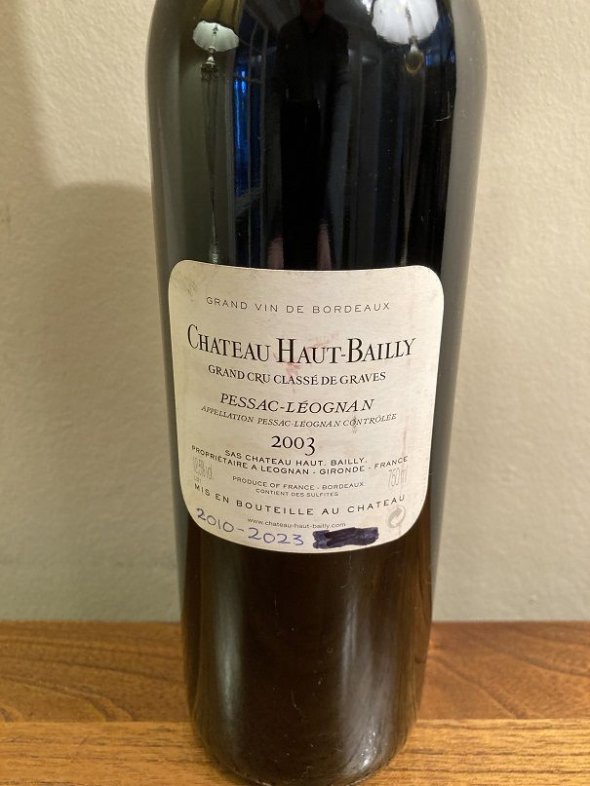 GRAND VIN DE BORDEAUX
CHATEAU HAUT-BAILLY
GRAND CRU CLASSÉ DE GRAVES
PESSAC-LÉOGNAN
APPELLATION PESSAC-LÉOGNAN CONTRÔLÉE
2003
SAS CHATEAU HAUT. BAILLY.
PROPRIÉTAIRE A LEOGNAN - GIRONDE - FRANCE
PRODUCE OF FRANCE - BORDEAUX
750 ml
CONTIENT DES SULFITES
MIS EN BOUTEILLE AU CHATEAU
www.chateau-haut-bailly.com
2010-2023